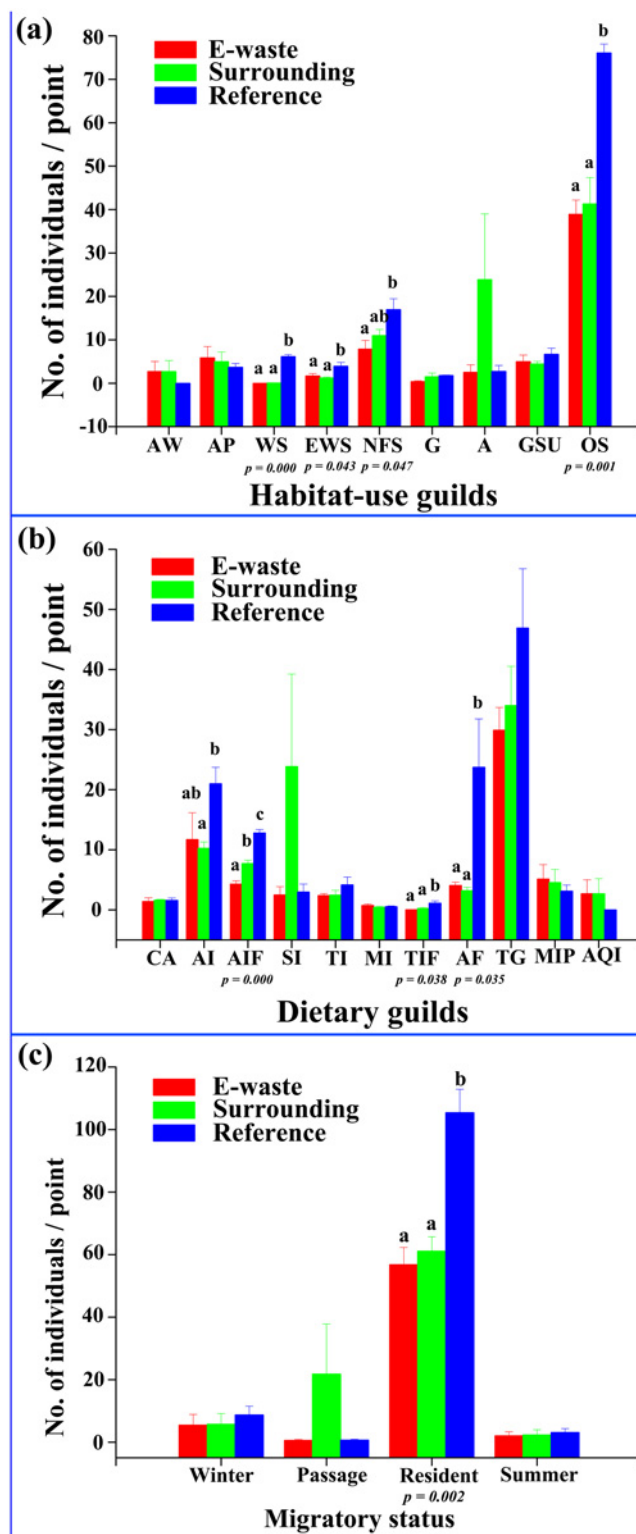 (a)
E-waste
Surrounding
Reference
No. of individuals / point
80
70
60
50
40
30
20
10
0
-10
a a b
a a b
a ab b
a a b
AW AP WS EWS NFS G A GSU OS
p = 0.000 p = 0.043 p = 0.047 p = 0.001
Habitat-use guilds
(b)
E-waste
Surrounding
Reference
No. of individuals / point
60
50
40
30
20
10
0
ab a b
a b c
a a b
a a b
CA AI AIF SI TI MI TIF AF TG MIP AQI
p = 0.000 p = 0.038 p = 0.035
Dietary guilds
(c)
E-waste
Surrounding
Reference
No. of individuals / point
120
100
80
60
40
20
0
a a b
Winter Passage Resident Summer
p = 0.002
Migratory status